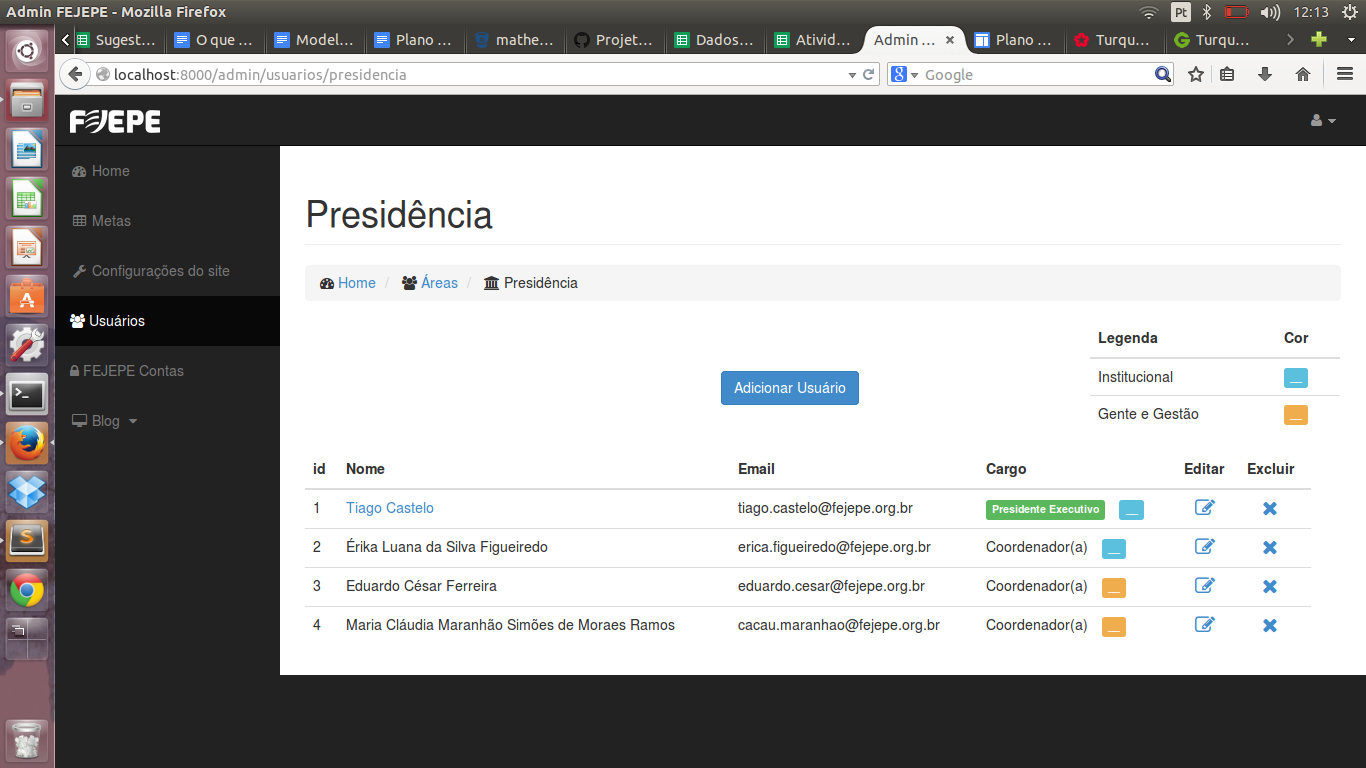 Admin FEJEPE - Mozilla Firefox
Pt
12:13
Sugest...
O que ...
Model...
Plano ...
mathe...
Projet...
Dados...
Ativid...
Admin ...
Plano ...
Turqu...
Turqu...
localhost:8000/admin/usuarios/presidencia
Google
FEJEPE
Home
Metas
Configurações do site
Usuários
FEJEPE Contas
Blog
Presidência
Home / Áreas / Presidência
Legenda Cor
Institucional __
Gente e Gestão __
Adicionar Usuário
id Nome Email Cargo Editar Excluir
1 Tiago Castelo tiago.castelo@fejepe.org.br Presidente Executivo __
2 Érika Luana da Silva Figueiredo erica.figueiredo@fejepe.org.br Coordenador(a) __
3 Eduardo César Ferreira eduardo.cesar@fejepe.org.br Coordenador(a) __
4 Maria Cláudia Maranhão Simões de Moraes Ramos cacau.maranhao@fejepe.org.br Coordenador(a) __